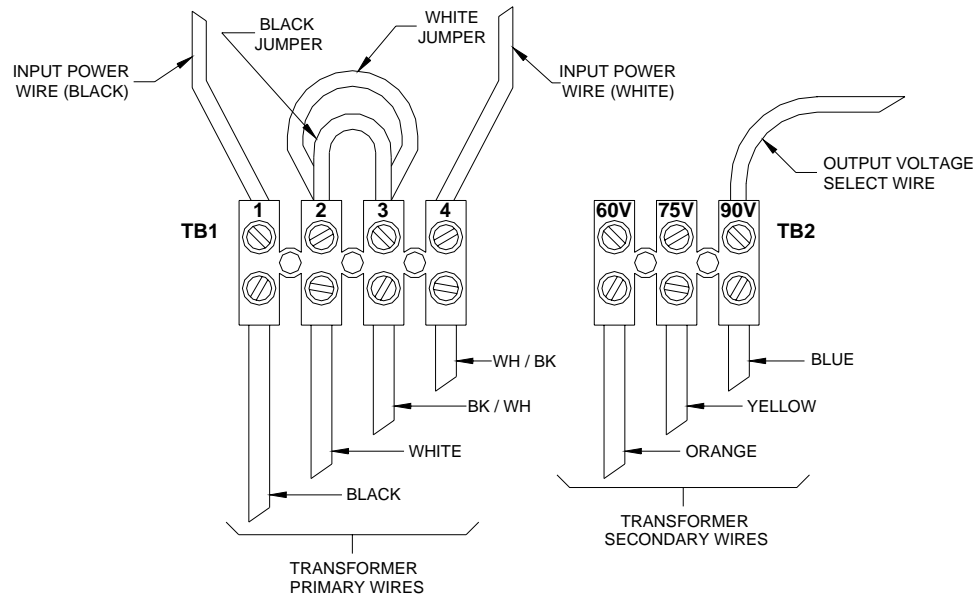 BLACK
JUMPER
WHITE
JUMPER
INPUT POWER
WIRE (BLACK)
INPUT POWER
WIRE (WHITE)
OUTPUT VOLTAGE
SELECT WIRE
TB1
1 2 3 4
60V 75V 90V
TB2
WH / BK
BK / WH
WHITE
BLACK
BLUE
YELLOW
ORANGE
TRANSFORMER
PRIMARY WIRES
TRANSFORMER
SECONDARY WIRES